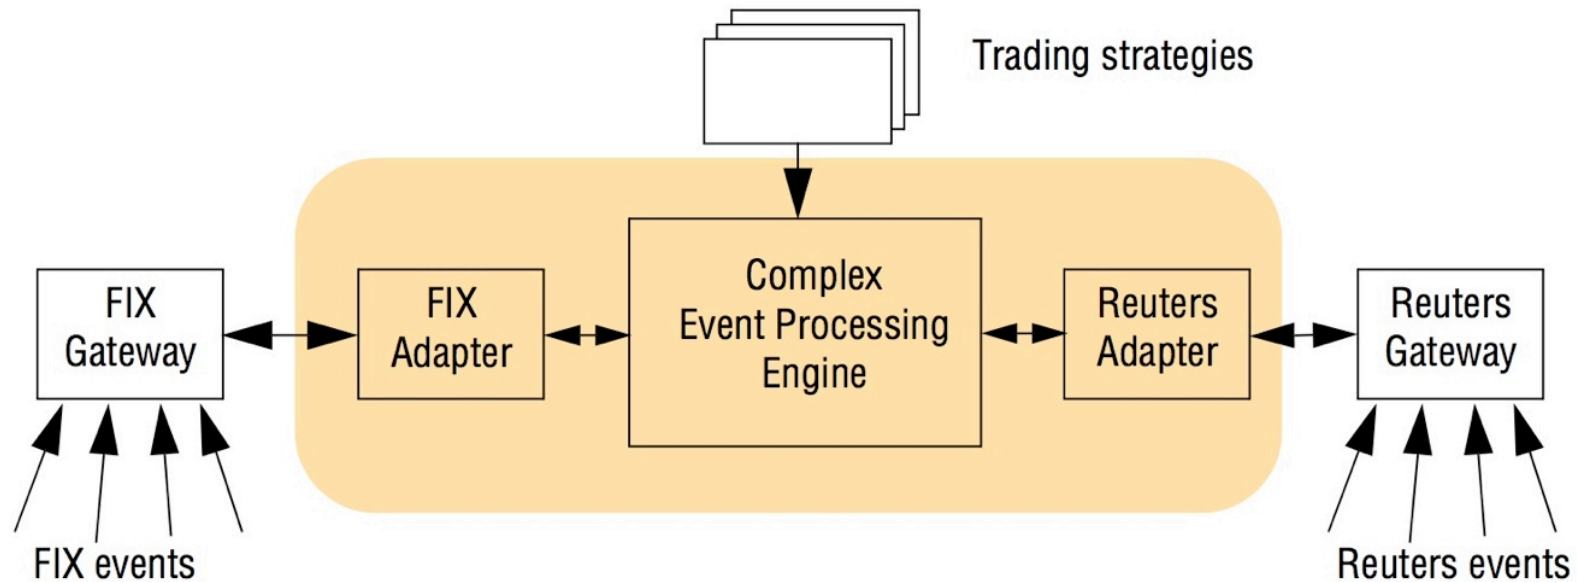 Trading strategies
Complex
Event Processing
Engine
FIX
Gateway
FIX
Adapter
Reuters
Adapter
Reuters
Gateway
FIX events
Reuters events